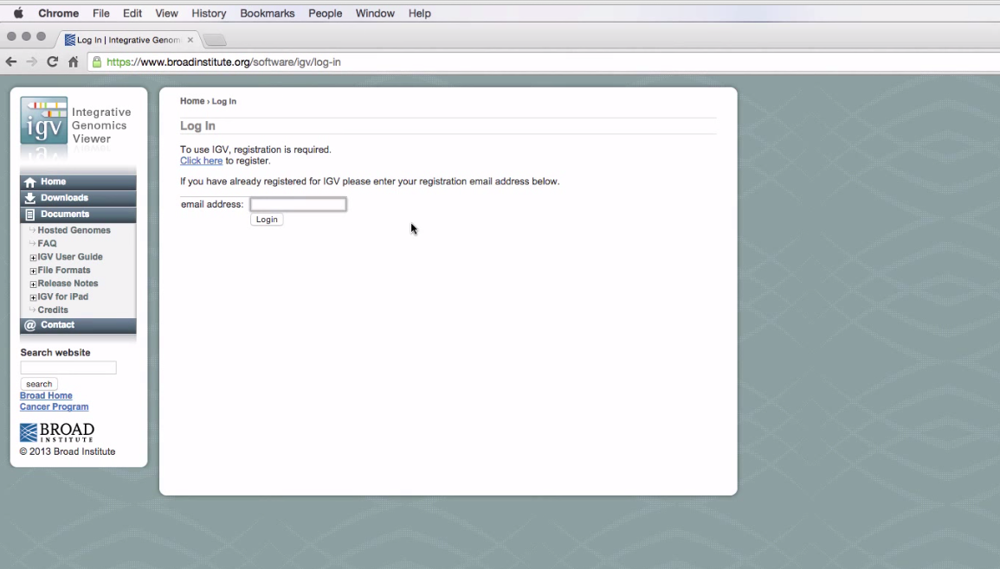 Chrome File Edit View History Bookmarks People Window Help
Log In | Integrative Genom
https://www.broadinstitute.org/software/igv/log-in
igv
Integrative
Genomics
Viewer
Home
Downloads
Documents
Hosted Genomes
FAQ
IGV User Guide
File Formats
Release Notes
IGV for iPad
Credits
@ Contact
Search website
search
Broad Home
Cancer Program
BROAD
INSTITUTE
© 2013 Broad Institute
Home › Log In
Log In
To use IGV, registration is required.
Click here to register.
If you have already registered for IGV please enter your registration email address below.
email address:
Login